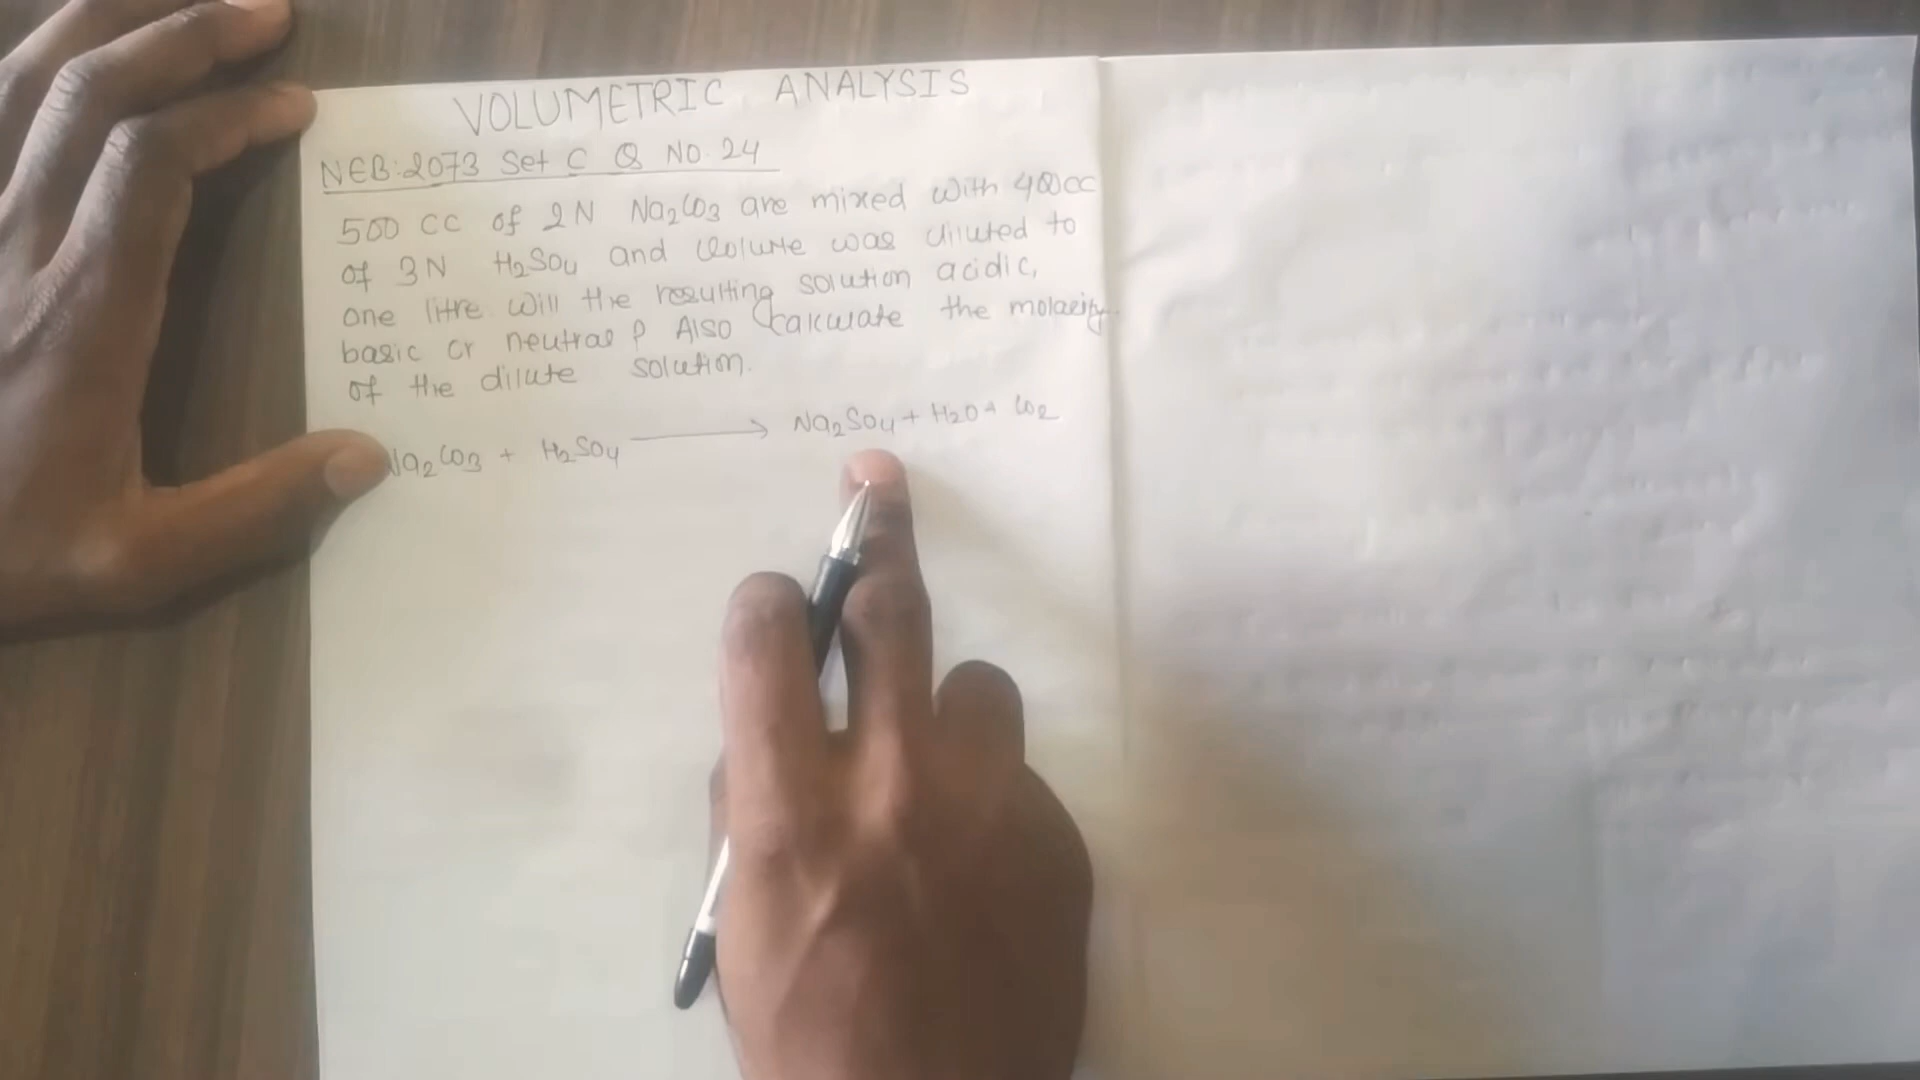 VOLUMETRIC ANALYSIS
NEB:2073 Set C Q NO. 24
500 CC of 2N Na2CO3 are mixed with 400CC
of 3N H2SO4 and volume was diluted to
one litre. Will the resulting solution acidic,
basic or neutral? Also calculate the molarity
of the dilute solution.
Na2CO3 + H2SO4 → Na2SO4 + H2O + CO2